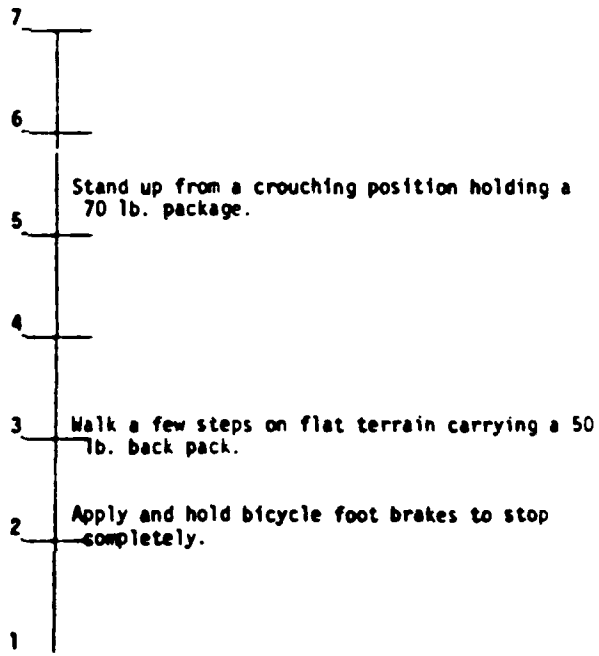 7
6
Stand up from a crouching position holding a
70 lb. package.
5
4
3
Walk a few steps on flat terrain carrying a 50
lb. back pack.
Apply and hold bicycle foot brakes to stop
2
completely.
1